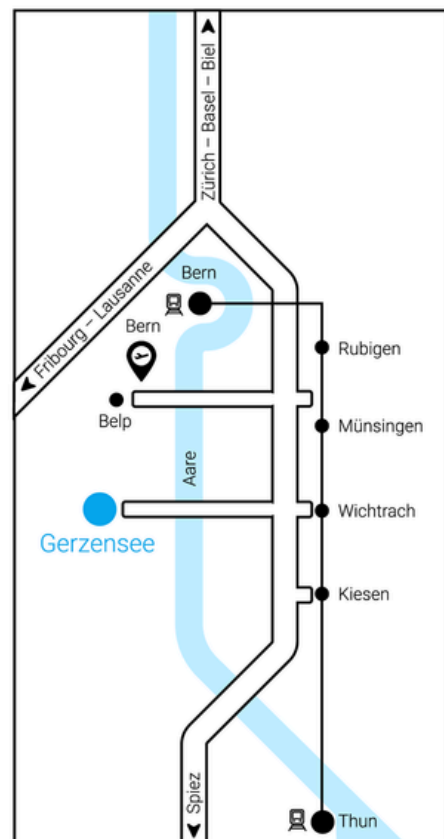 Zürich – Basel – Biel
Fribourg – Lausanne
Bern
Bern
Rubigen
Belp
Münsingen
Aare
Wichtrach
Gerzensee
Kiesen
Spiez
Thun